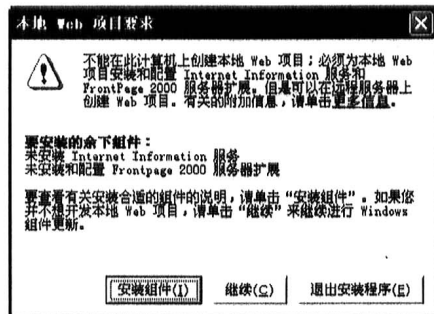 本地 Web 项目要求
不能在此计算机上创建本地 Web 项目；必须为本地 Web
项目安装和配置 Internet Information 服务和
FrontPage 2000 服务器扩展。但是可以在远程服务器上
创建 Web 项目。有关的附加信息，请单击更多信息。
要安装的余下组件：
未安装 Internet Information 服务
未安装和配置 Frontpage 2000 服务器扩展
要查看有关安装合适的组件的说明，请单击“安装组件”。如果您
并不想开发本地 Web 项目，请单击“继续”来继续进行 Windows
组件更新。
安装组件(I) 继续(C) 退出安装程序(E)